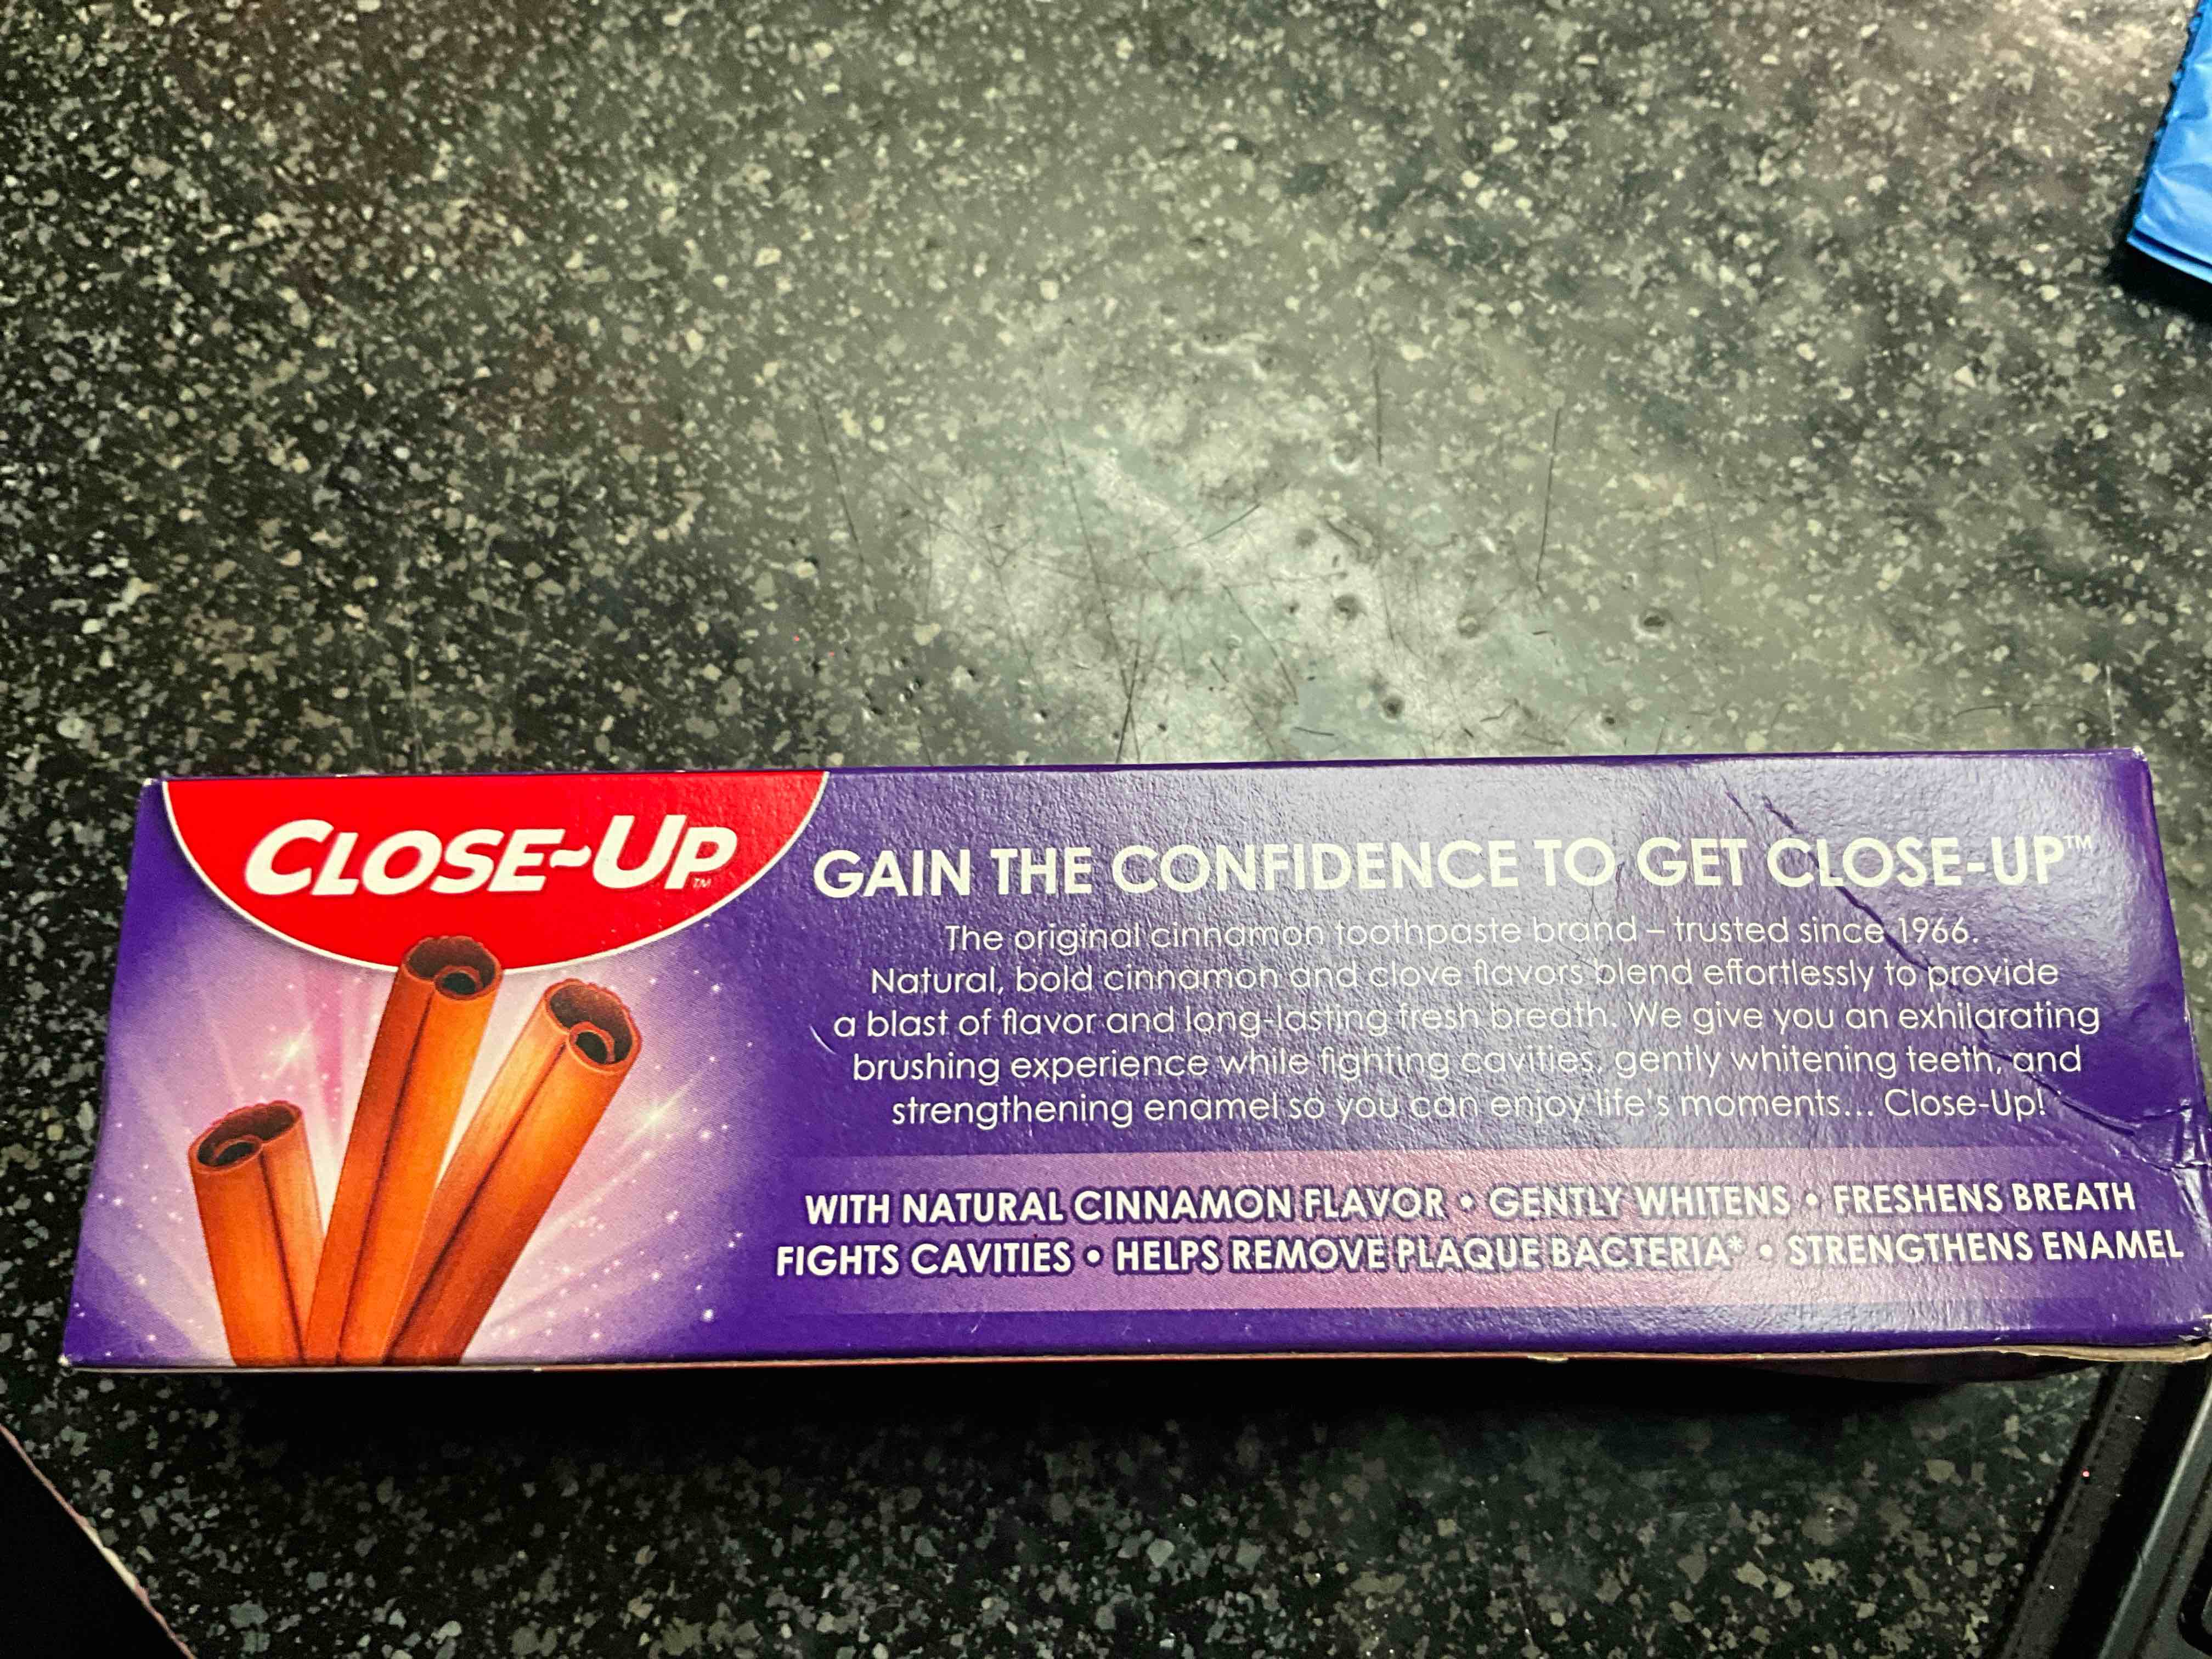 CLOSE-UP™
GAIN THE CONFIDENCE TO GET CLOSE-UP™
The original cinnamon toothpaste brand – trusted since 1966.
Natural, bold cinnamon and clove flavors blend effortlessly to provide
a blast of flavor and long-lasting fresh breath. We give you an exhilarating
brushing experience while fighting cavities, gently whitening teeth, and
strengthening enamel so you can enjoy life's moments... Close-Up!
WITH NATURAL CINNAMON FLAVOR • GENTLY WHITENS • FRESHENS BREATH
FIGHTS CAVITIES • HELPS REMOVE PLAQUE BACTERIA* • STRENGTHENS ENAMEL